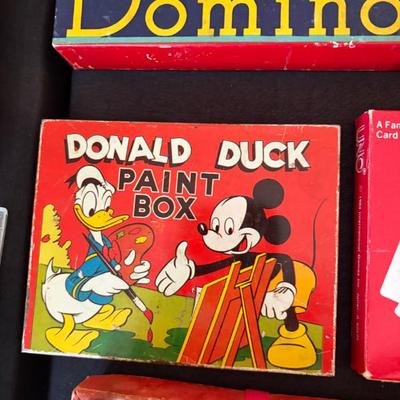 Domino
DONALD DUCK
PAINT
BOX
A Fam
Card
UNO